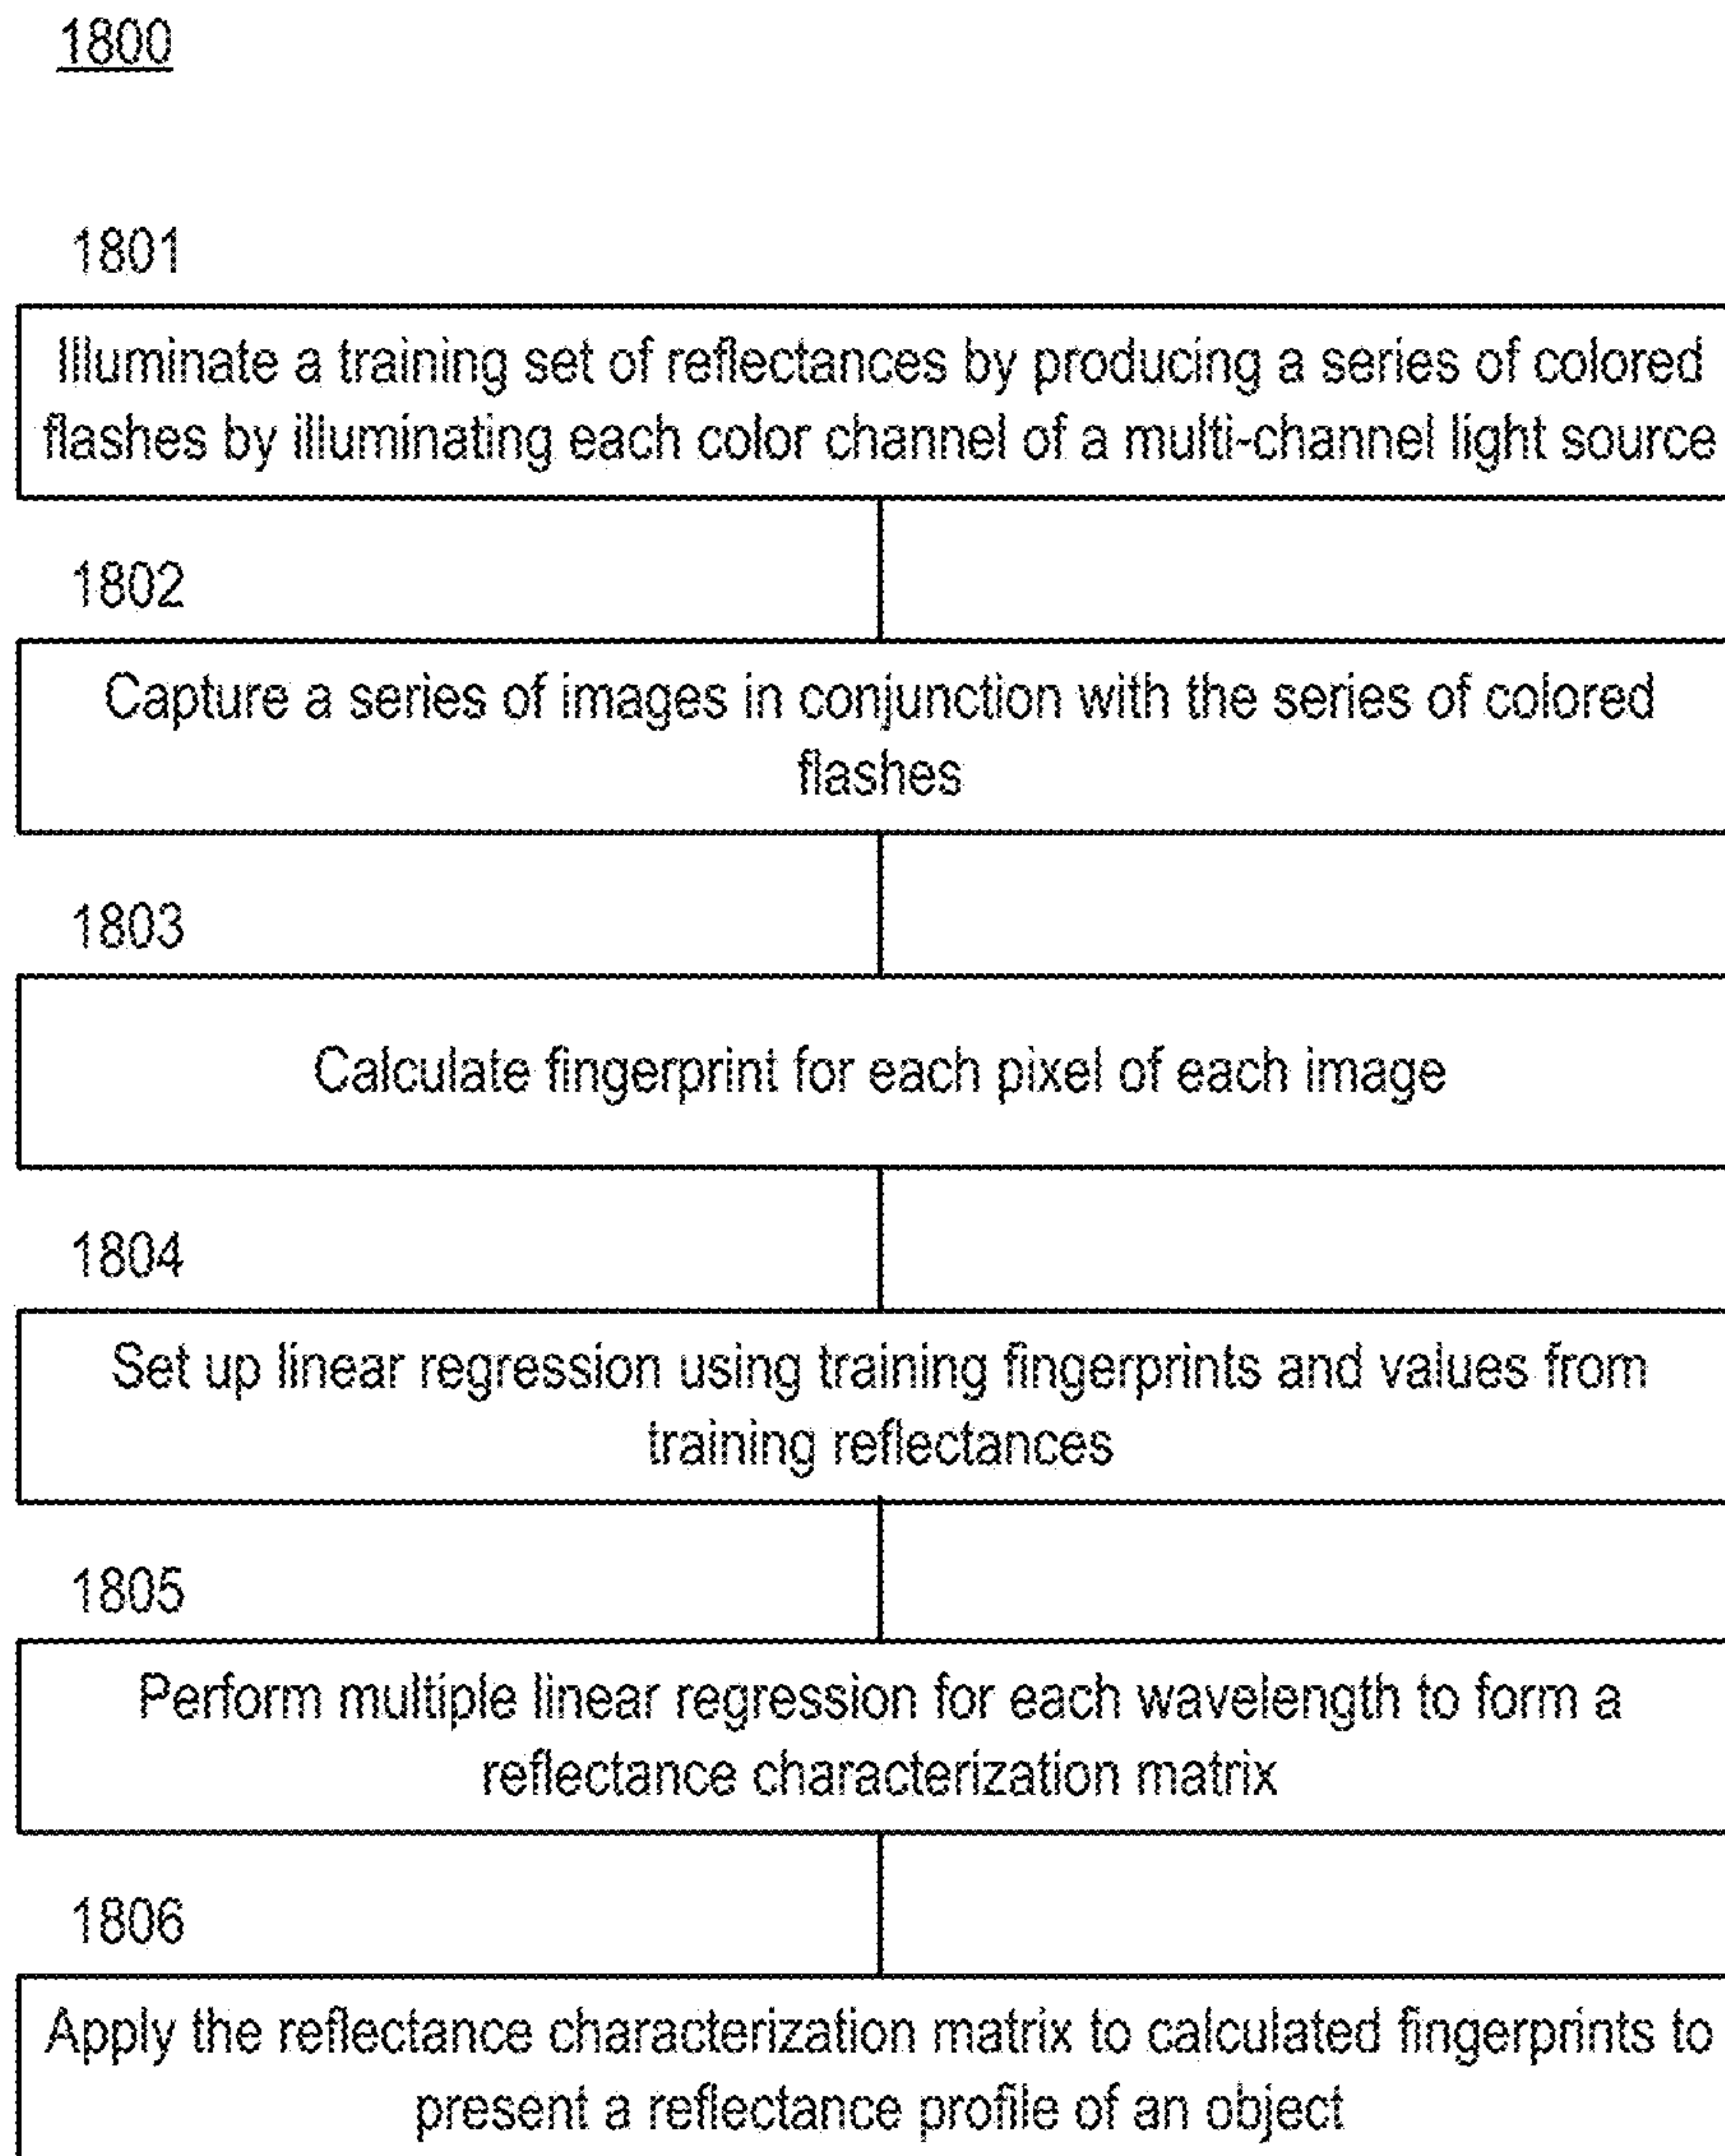 1800
1801
Illuminate a training set of reflectances by producing a series of colored
flashes by illuminating each color channel of a multi-channel light source
1802
Capture a series of images in conjunction with the series of colored
flashes
1803
Calculate fingerprint for each pixel of each image
1804
Set up linear regression using training fingerprints and values from
training reflectances
1805
Perform multiple linear regression for each wavelength to form a
reflectance characterization matrix
1806
Apply the reflectance characterization matrix to calculated fingerprints to
present a reflectance profile of an object